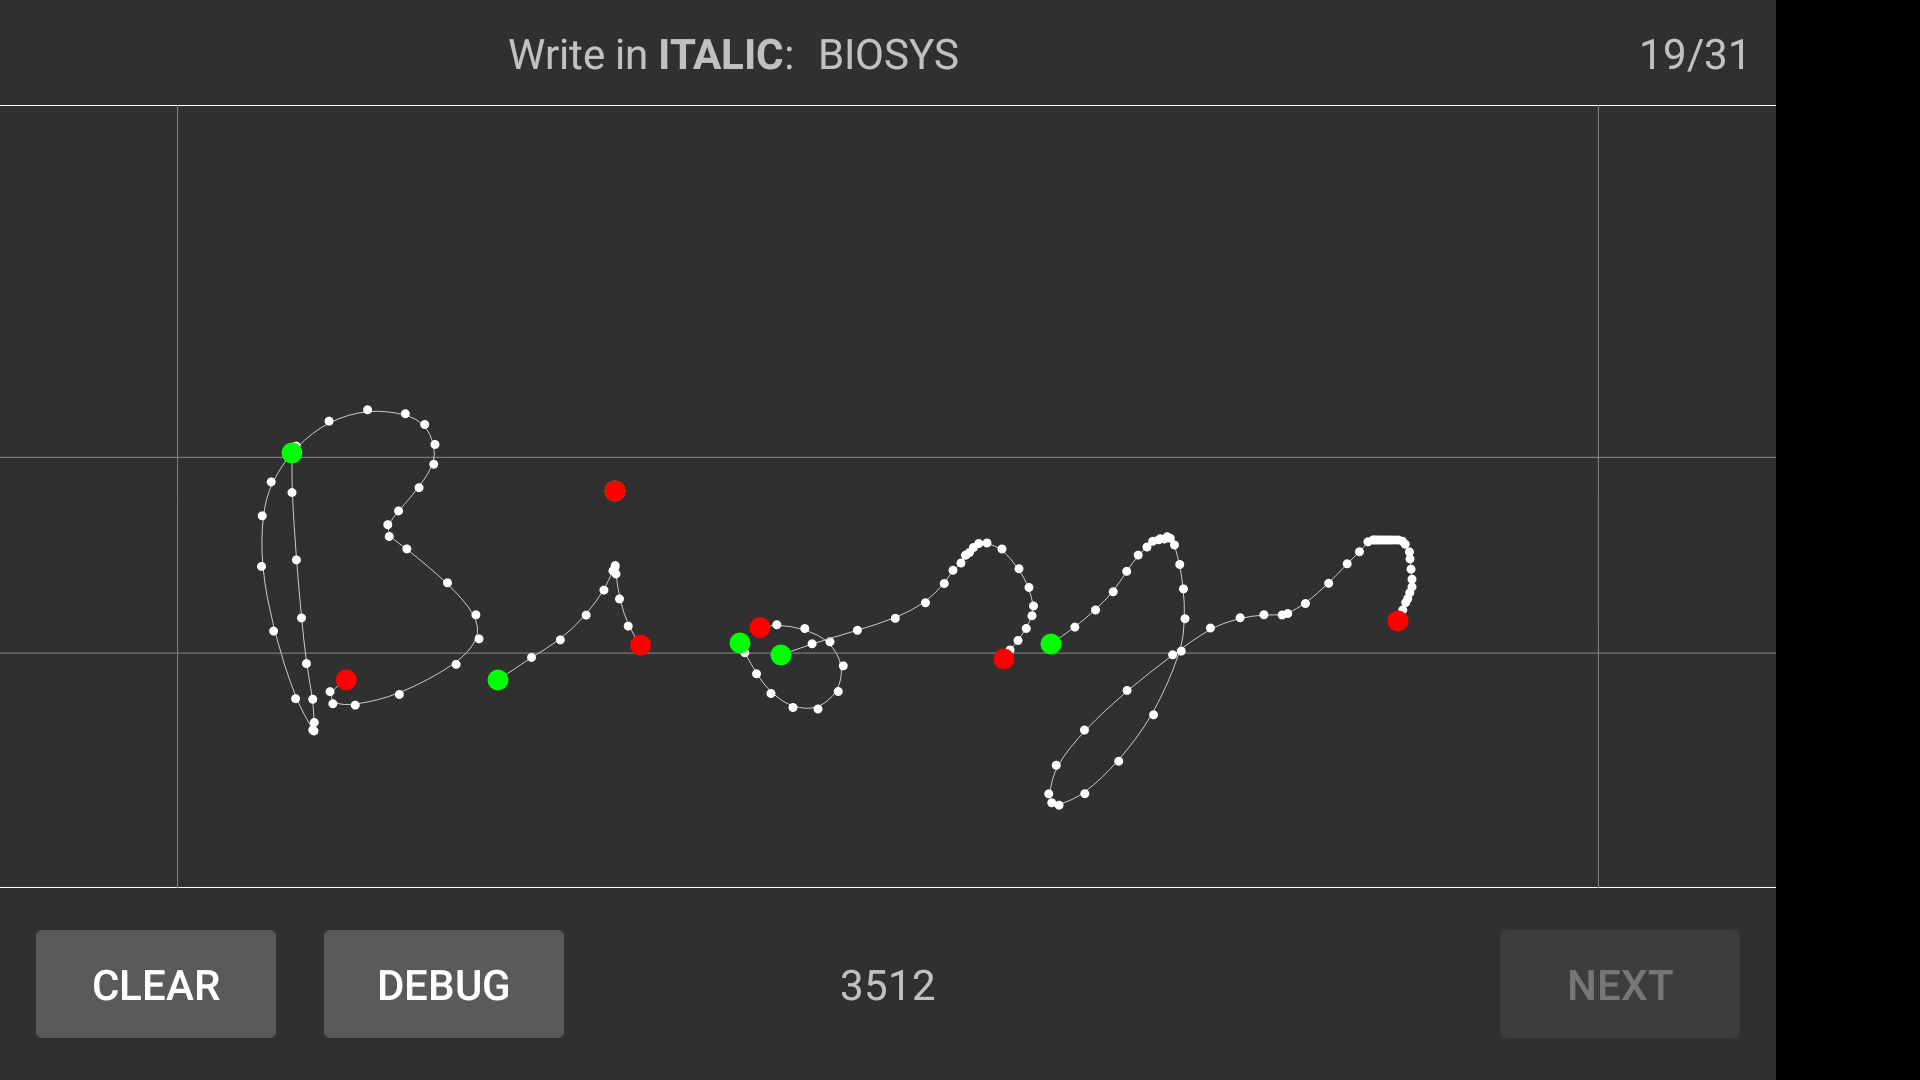 Write in ITALIC: BIOSYS
19/31
Biosys
CLEAR
DEBUG
3512
NEXT